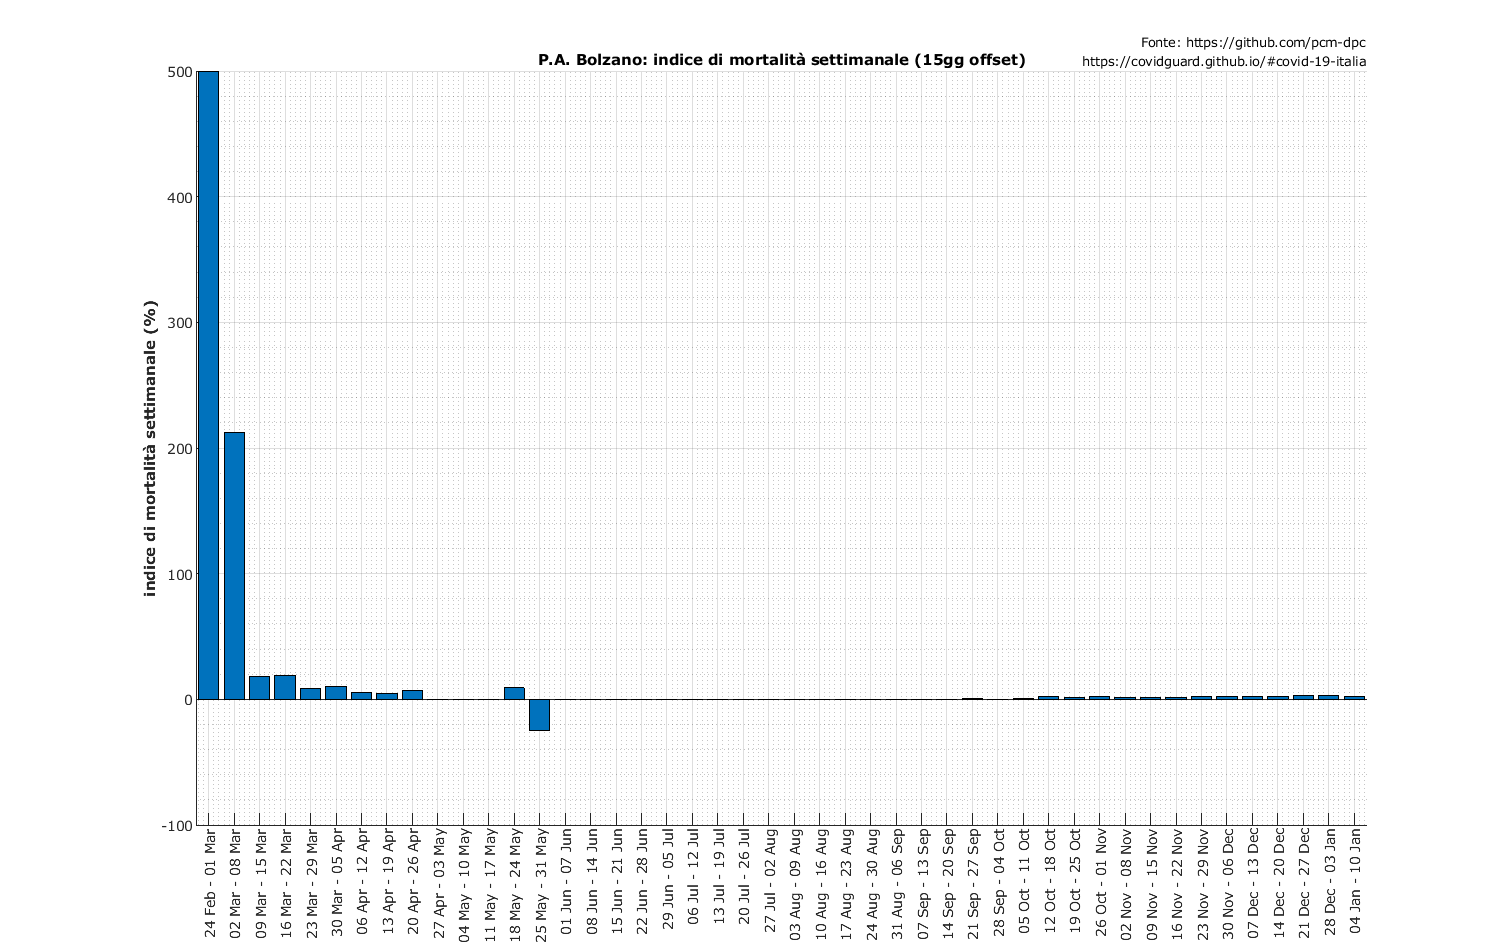 Fonte: https://github.com/pcm-dpc
P.A. Bolzano: indice di mortalità settimanale (15gg offset)
https://covidguard.github.io/#covid-19-italia
indice di mortalità settimanale (%)
500
400
300
200
100
0
-100
24 Feb - 01 Mar
02 Mar - 08 Mar
09 Mar - 15 Mar
16 Mar - 22 Mar
23 Mar - 29 Mar
30 Mar - 05 Apr
06 Apr - 12 Apr
13 Apr - 19 Apr
20 Apr - 26 Apr
27 Apr - 03 May
04 May - 10 May
11 May - 17 May
18 May - 24 May
25 May - 31 May
01 Jun - 07 Jun
08 Jun - 14 Jun
15 Jun - 21 Jun
22 Jun - 28 Jun
29 Jun - 05 Jul
06 Jul - 12 Jul
13 Jul - 19 Jul
20 Jul - 26 Jul
27 Jul - 02 Aug
03 Aug - 09 Aug
10 Aug - 16 Aug
17 Aug - 23 Aug
24 Aug - 30 Aug
31 Aug - 06 Sep
07 Sep - 13 Sep
14 Sep - 20 Sep
21 Sep - 27 Sep
28 Sep - 04 Oct
05 Oct - 11 Oct
12 Oct - 18 Oct
19 Oct - 25 Oct
26 Oct - 01 Nov
02 Nov - 08 Nov
09 Nov - 15 Nov
16 Nov - 22 Nov
23 Nov - 29 Nov
30 Nov - 06 Dec
07 Dec - 13 Dec
14 Dec - 20 Dec
21 Dec - 27 Dec
28 Dec - 03 Jan
04 Jan - 10 Jan